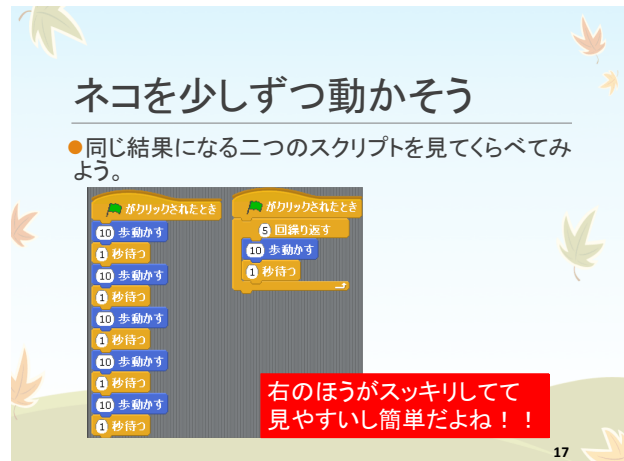 ネコを少しずつ動かそう
●同じ結果になる二つのスクリプトを見てくらべてみ
よう。
がクリックされたとき
10 歩動かす
1 秒待つ
10 歩動かす
1 秒待つ
10 歩動かす
1 秒待つ
10 歩動かす
1 秒待つ
10 歩動かす
1 秒待つ
がクリックされたとき
5 回繰り返す
10 歩動かす
1 秒待つ
右のほうがスッキリしてて
見やすいし簡単だよね！！
17